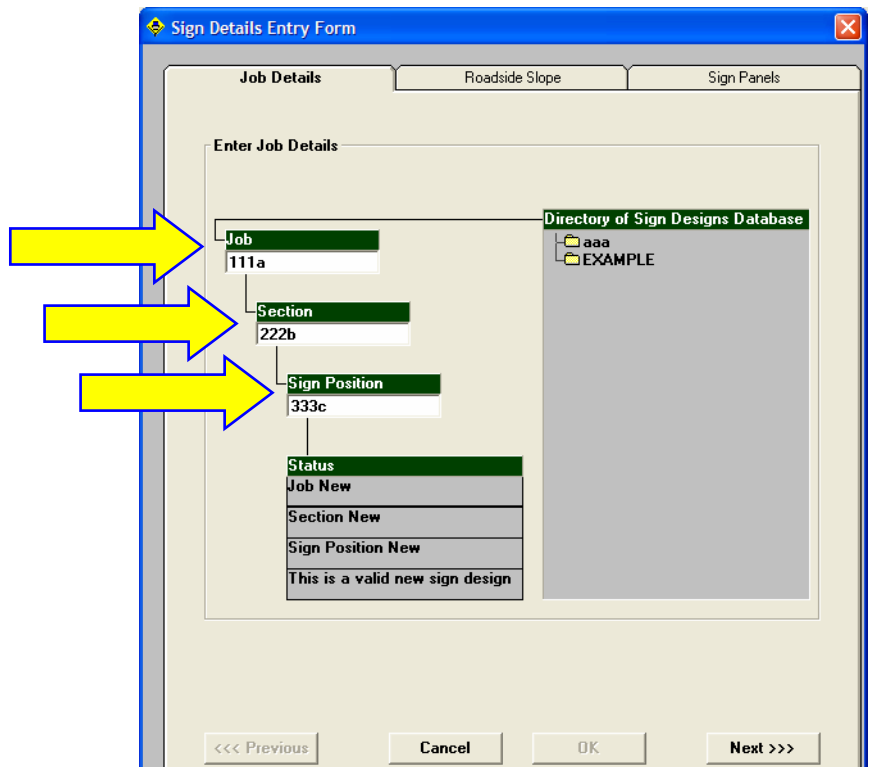 Sign Details Entry Form
Job Details
Roadside Slope
Sign Panels
Enter Job Details
Job
111a
Section
222b
Sign Position
333c
Status
Job New
Section New
Sign Position New
This is a valid new sign design
Directory of Sign Designs Database
aaa
EXAMPLE
<<< Previous
Cancel
OK
Next >>>